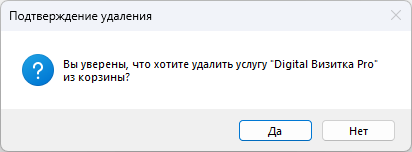 Подтверждение удаления
Вы уверены, что хотите удалить услугу "Digital Визитка Pro"
из корзины?
Да
Нет